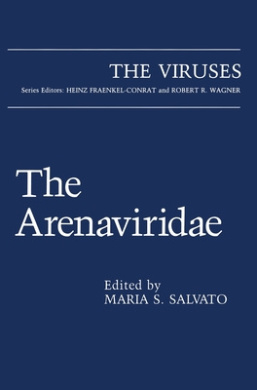 THE VIRUSES
Series Editors: HEINZ FRAENKEL-CONRAT and ROBERT R. WAGNER
The
Arenaviridae
Edited by
MARIA S. SALVATO